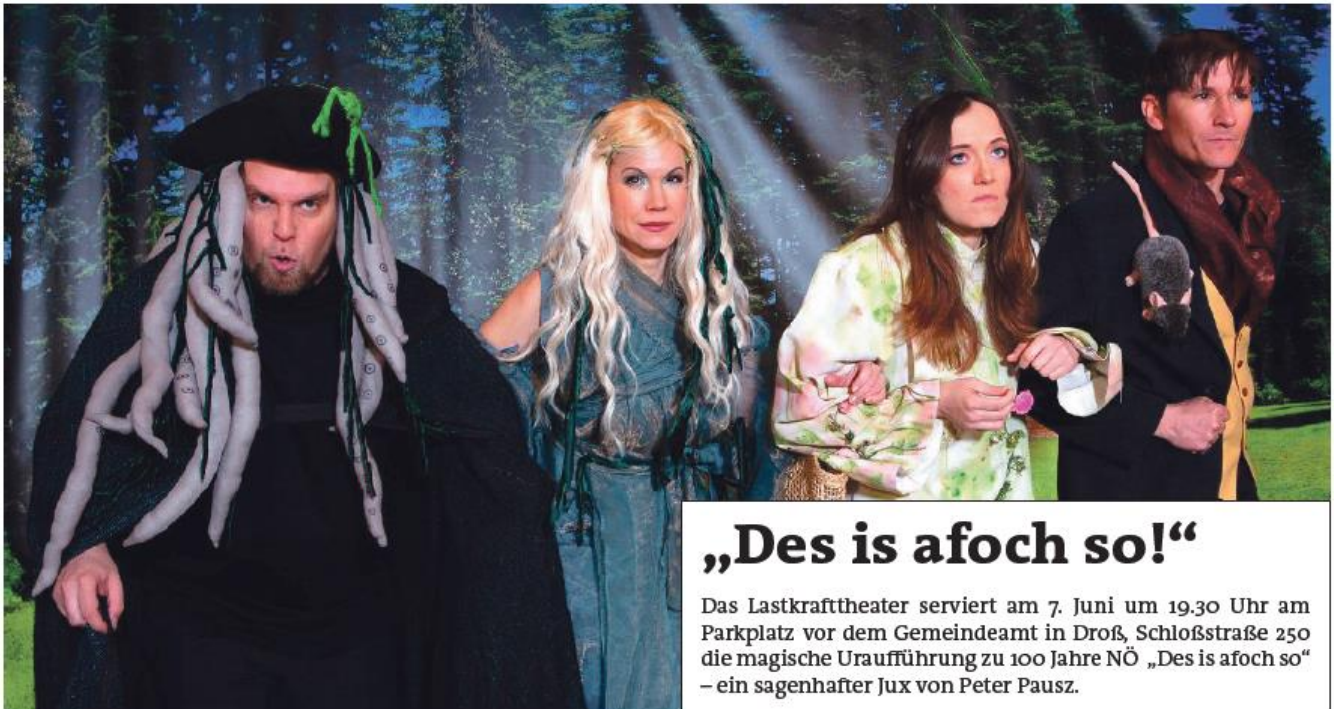 „Des is afoch so!“
Das Lastkrafttheater serviert am 7. Juni um 19.30 Uhr am
Parkplatz vor dem Gemeindeamt in Droß, Schloßstraße 250
die magische Uraufführung zu 100 Jahre NÖ „Des is afoch so“
– ein sagenhafter Jux von Peter Pausz.